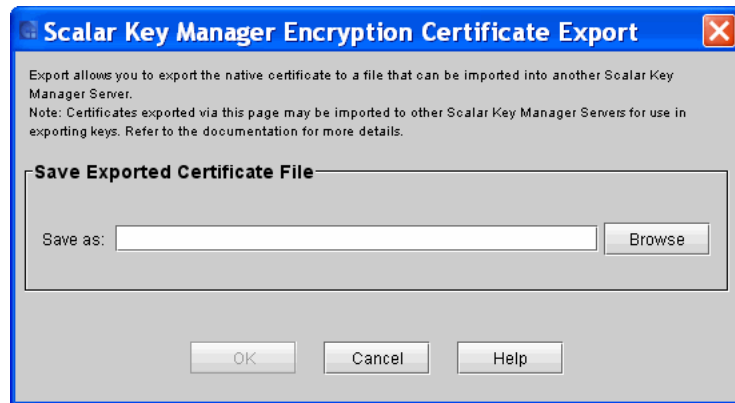 Scalar Key Manager Encryption Certificate Export
Export allows you to export the native certificate to a file that can be imported into another Scalar Key
Manager Server.
Note: Certificates exported via this page may be imported to other Scalar Key Manager Servers for use in
exporting keys. Refer to the documentation for more details.
Save Exported Certificate File
Save as:
Browse
OK
Cancel
Help